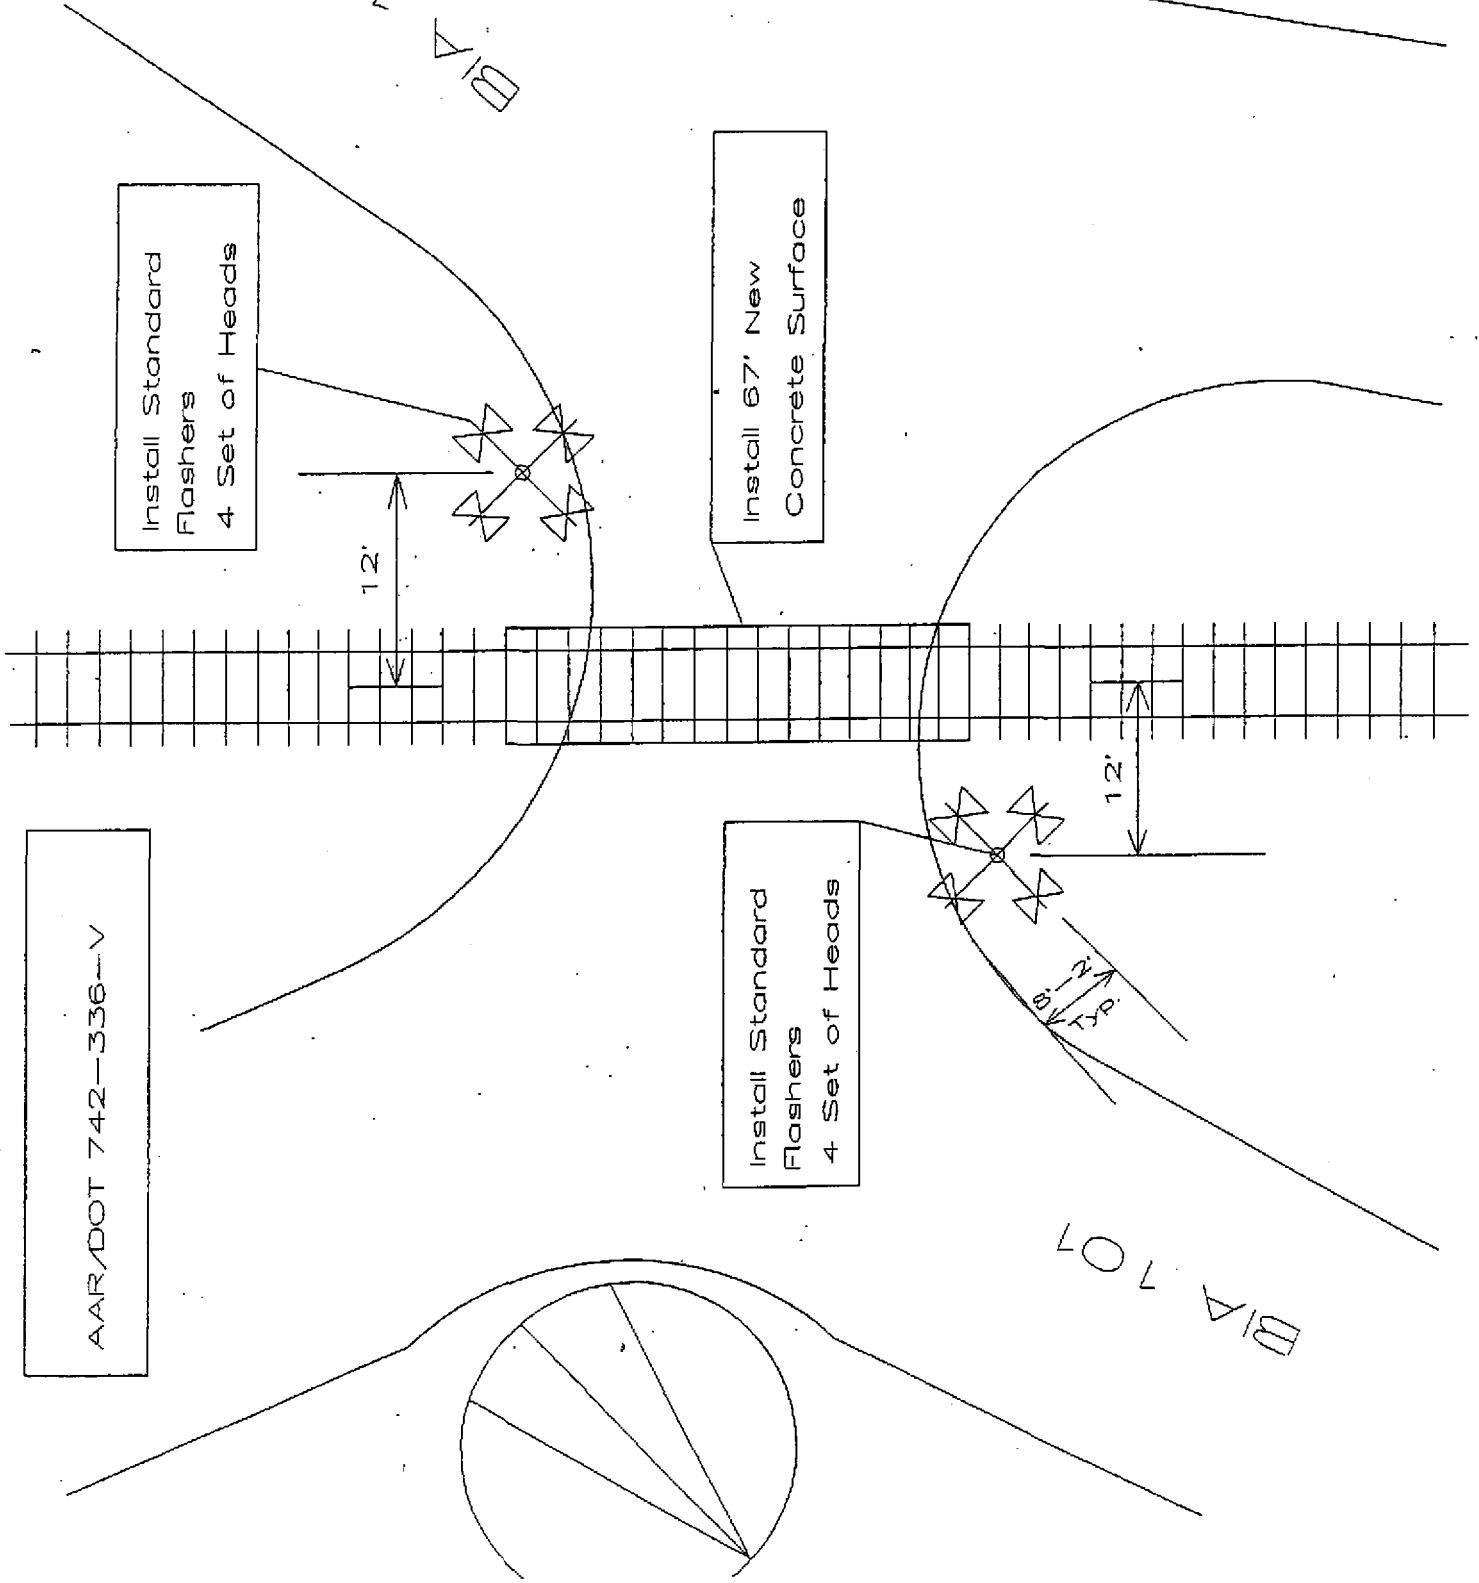 AAR/DOT 742-336-V
Install Standard
Flashers
4 Set of Heads
12'
BIA
Install 67' New
Concrete Surface
Install Standard
Flashers
4 Set of Heads
12'
8'-2"
Typ.
BIA 101